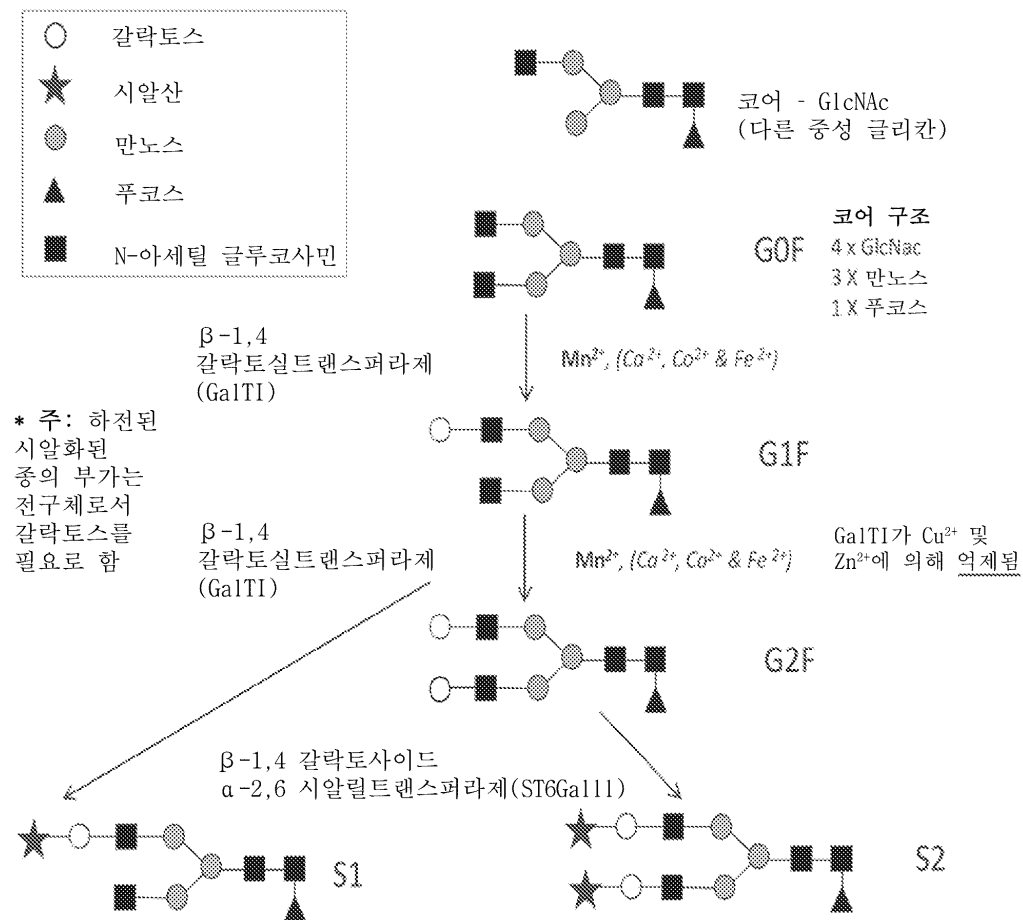 갈락토스
시알산
만노스
푸코스
N-아세틸 글루코사민
코어 - GlcNAc
(다른 중성 글리칸)
G0F
코어 구조
4 x GlcNac
3 X 만노스
1 X 푸코스
β-1,4
갈락토실트랜스퍼라제
(GalTI)
Mn²⁺, (Ca²⁺, Co²⁺ & Fe²⁺)
* 주: 하전된
시알화된
종의 부가는
전구체로서
갈락토스를
필요로 함
G1F
β-1,4
갈락토실트랜스퍼라제
(GalTI)
Mn²⁺, (Ca²⁺, Co²⁺ & Fe²⁺)
GalTI가 Cu²⁺ 및
Zn²⁺에 의해 억제됨
G2F
β-1,4 갈락토사이드
α-2,6 시알릴트랜스퍼라제(ST6Gal11)
S1
S2